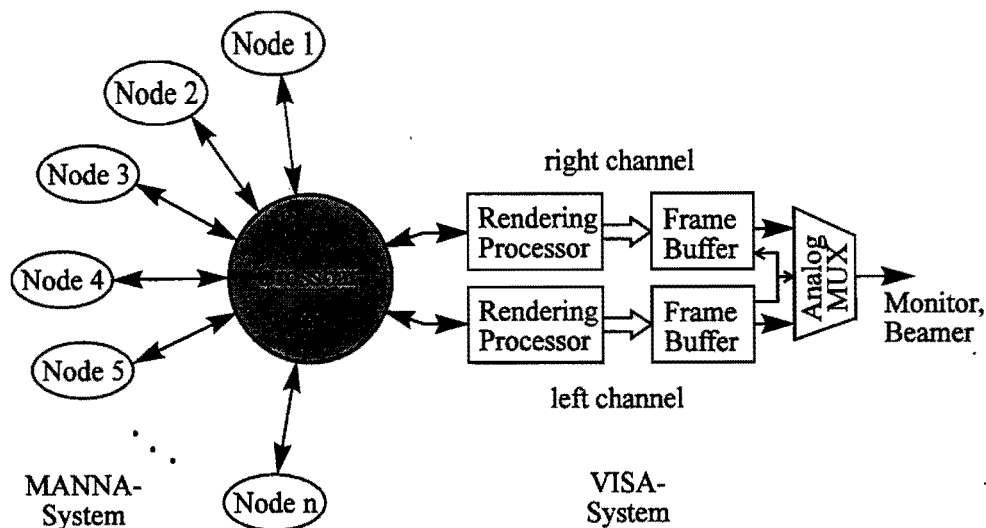 Node 1
Node 2
Node 3
Node 4
Node 5
Node n
MANNA-
System
right channel
Rendering
Processor
Frame
Buffer
Rendering
Processor
Frame
Buffer
left channel
Analog
MUX
Monitor,
Beamer
VISA-
System